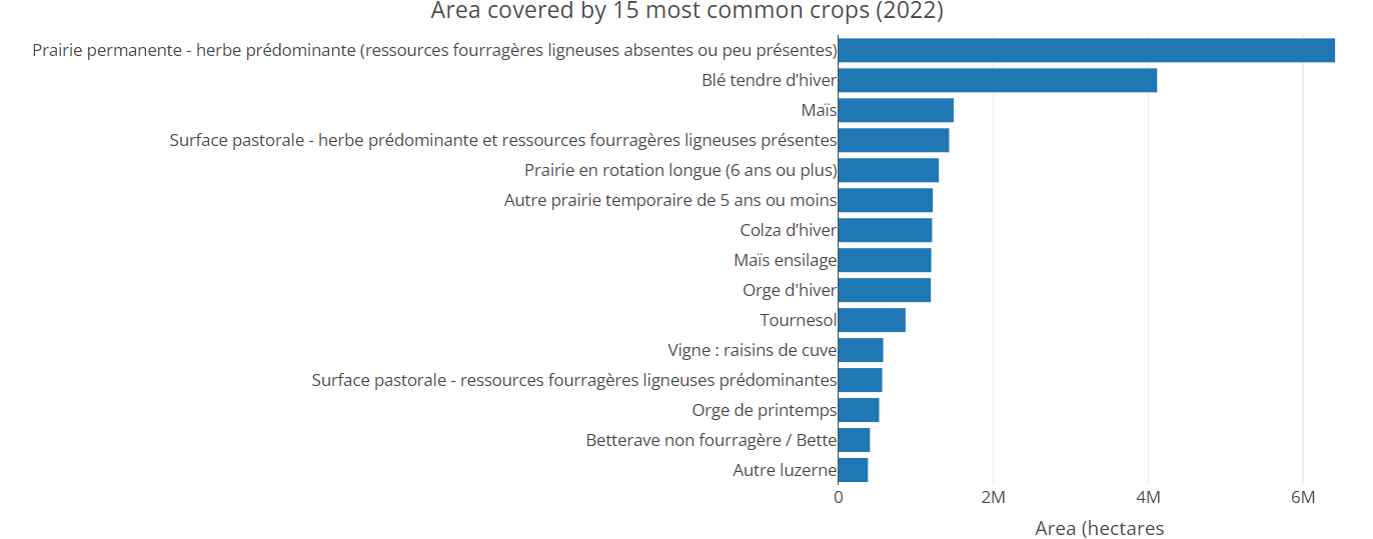 Area covered by 15 most common crops (2022)
Prairie permanente - herbe prédominante (ressources fourragères ligneuses absentes ou peu présentes)
Blé tendre d’hiver
Maïs
Surface pastorale - herbe prédominante et ressources fourragères ligneuses présentes
Prairie en rotation longue (6 ans ou plus)
Autre prairie temporaire de 5 ans ou moins
Colza d’hiver
Maïs ensilage
Orge d'hiver
Tournesol
Vigne : raisins de cuve
Surface pastorale - ressources fourragères ligneuses prédominantes
Orge de printemps
Betterave non fourragère / Bette
Autre luzerne
0 2M 4M 6M
Area (hectares